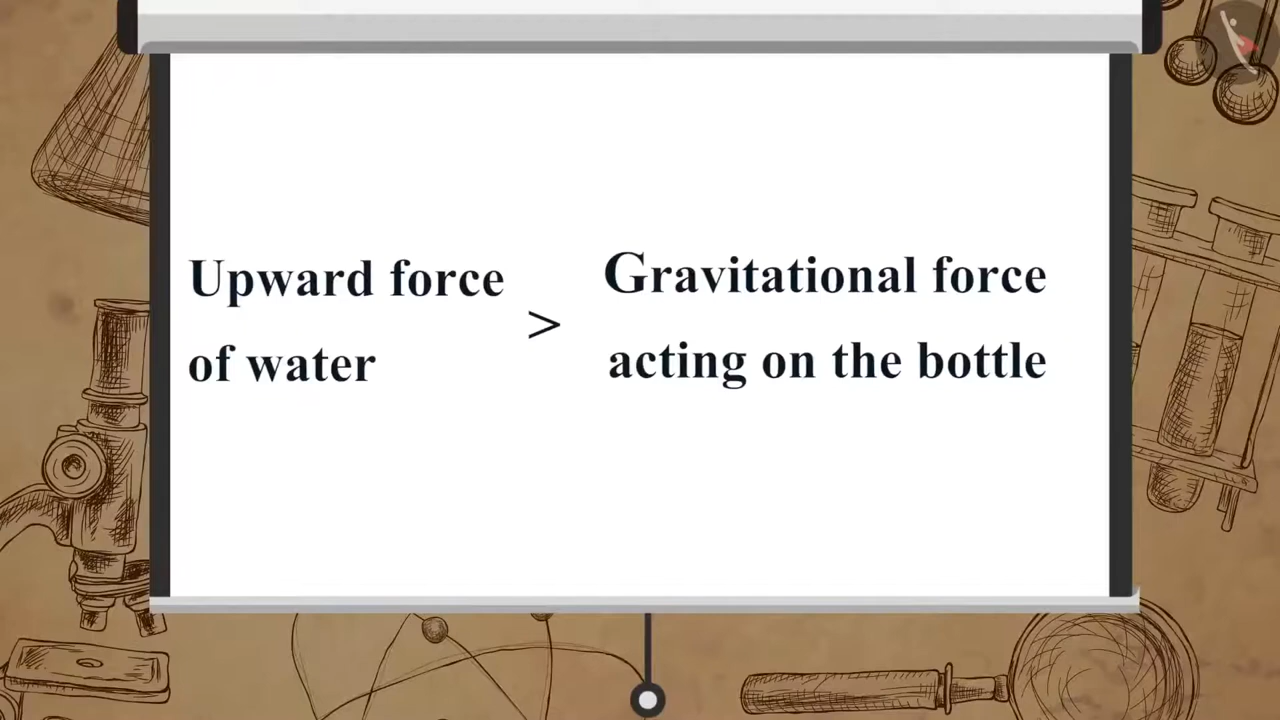 Upward force
of water
>
Gravitational force
acting on the bottle